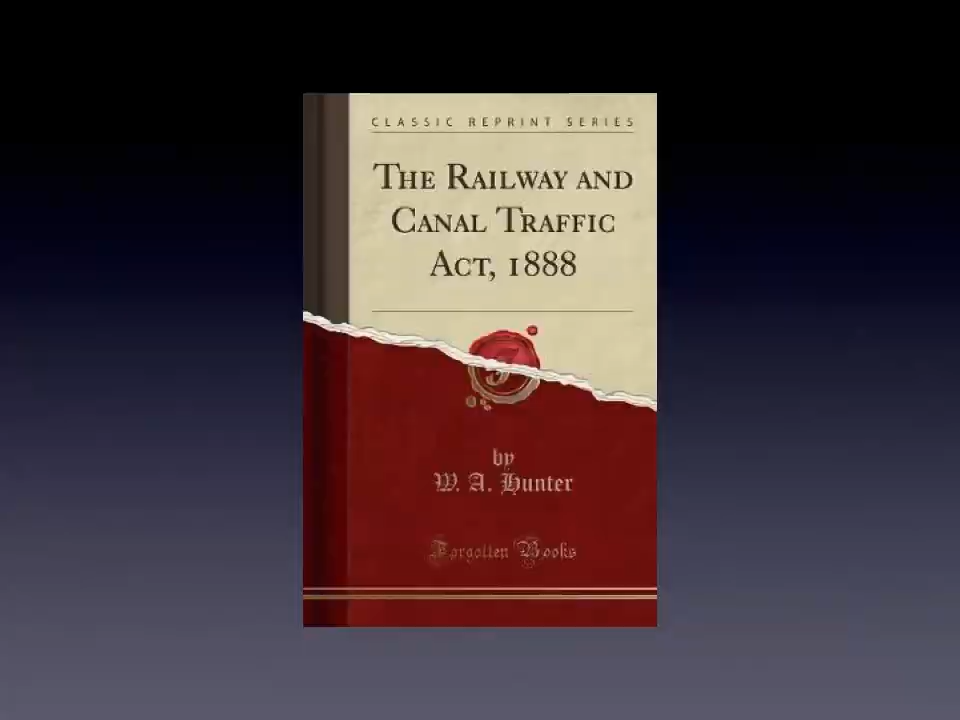 CLASSIC REPRINT SERIES
THE RAILWAY AND
CANAL TRAFFIC
ACT, 1888
by
W. A. Hunter
Forgotten Books